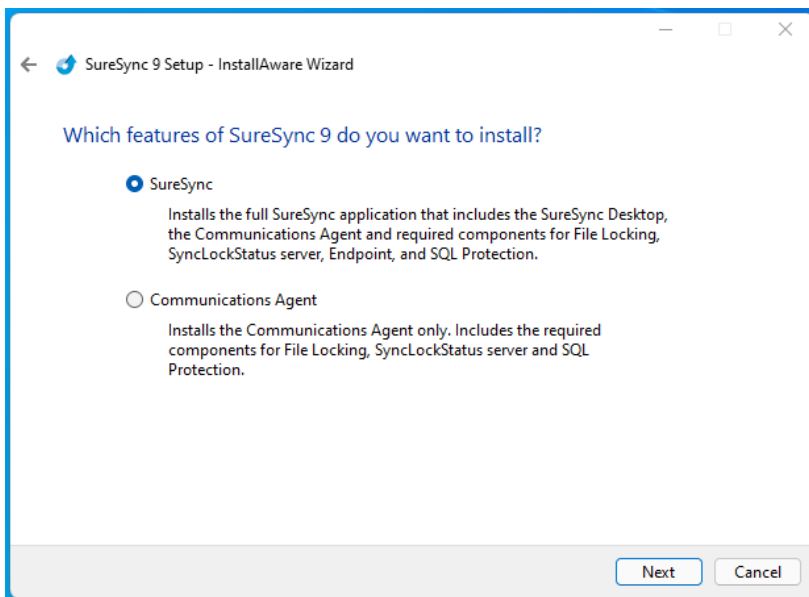 SureSync 9 Setup - InstallAware Wizard
Which features of SureSync 9 do you want to install?
SureSync
Installs the full SureSync application that includes the SureSync Desktop,
the Communications Agent and required components for File Locking,
SyncLockStatus server, Endpoint, and SQL Protection.
Communications Agent
Installs the Communications Agent only. Includes the required
components for File Locking, SyncLockStatus server and SQL
Protection.
Next Cancel